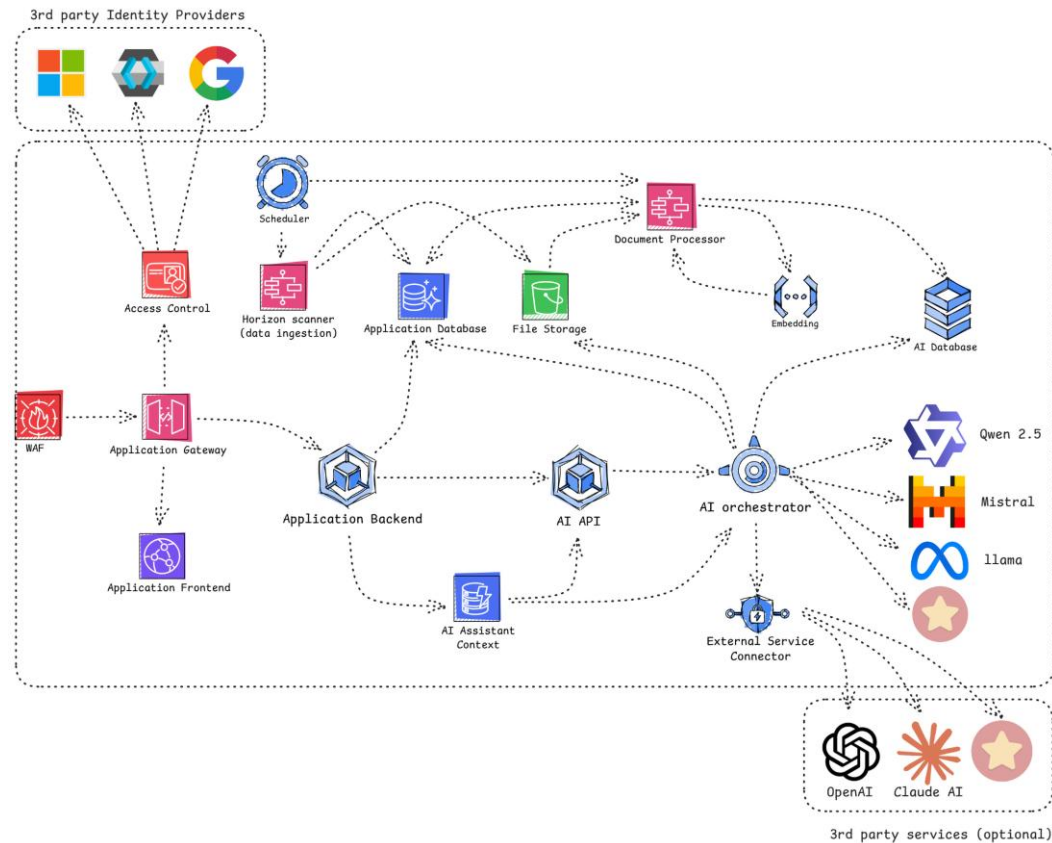 3rd party Identity Providers
Scheduler
Document Processor
Access Control
Horizon scanner
(data ingestion)
Application Database
File Storage
Embedding
AI Database
WAF
Application Gateway
Qwen 2.5
Mistral
Application Backend
AI API
AI orchestrator
llama
Application Frontend
AI Assistant
Context
External Service
Connector
OpenAI
Claude AI
3rd party services (optional)